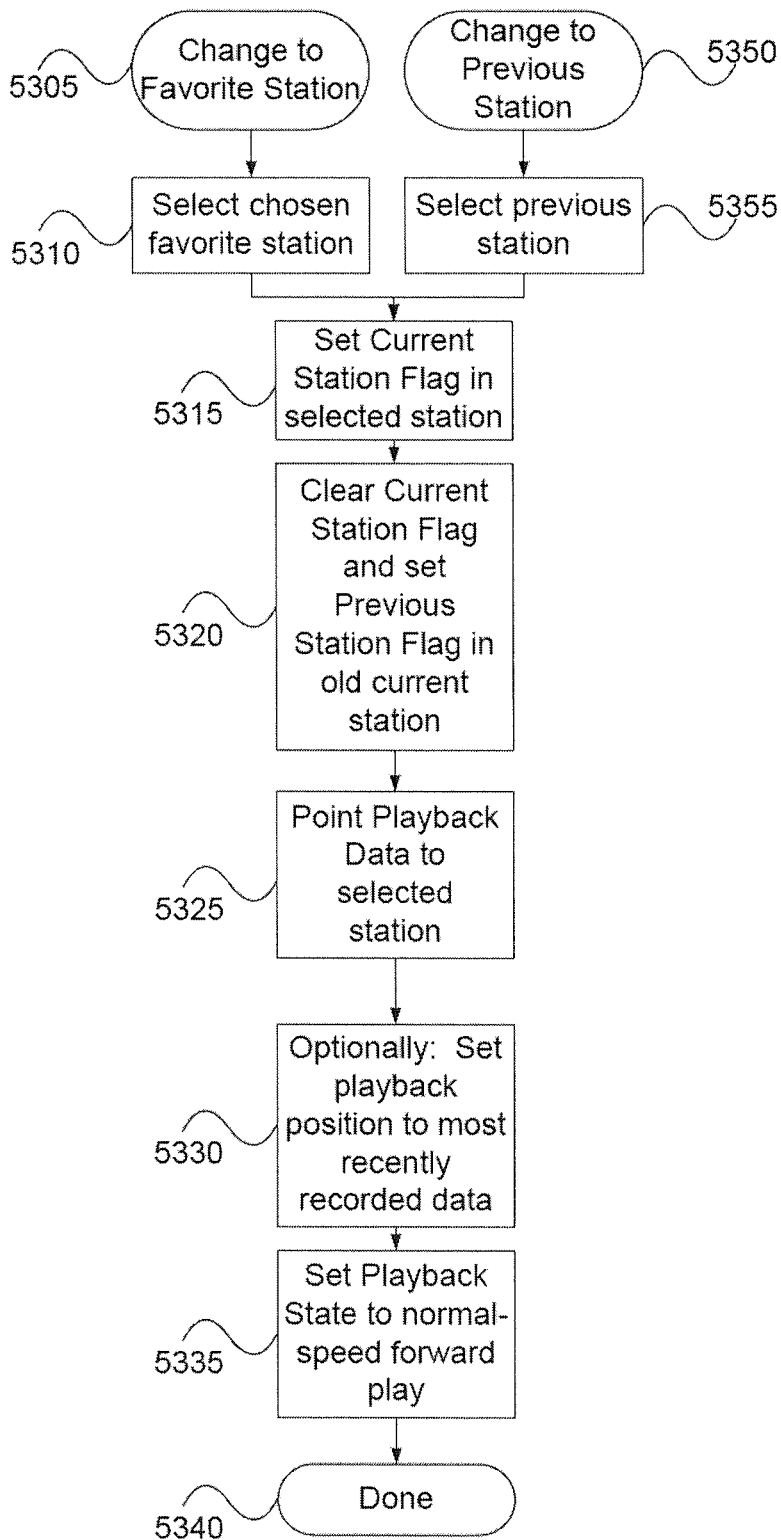 Change to
Favorite Station
5305
Change to
Previous
Station
5350
Select chosen
favorite station
5310
Select previous
station
5355
Set Current
Station Flag in
selected station
5315
Clear Current
Station Flag
and set
Previous
Station Flag in
old current
station
5320
Point Playback
Data to
selected
station
5325
Optionally: Set
playback
position to most
recently
recorded data
5330
Set Playback
State to normal-
speed forward
play
5335
Done
5340